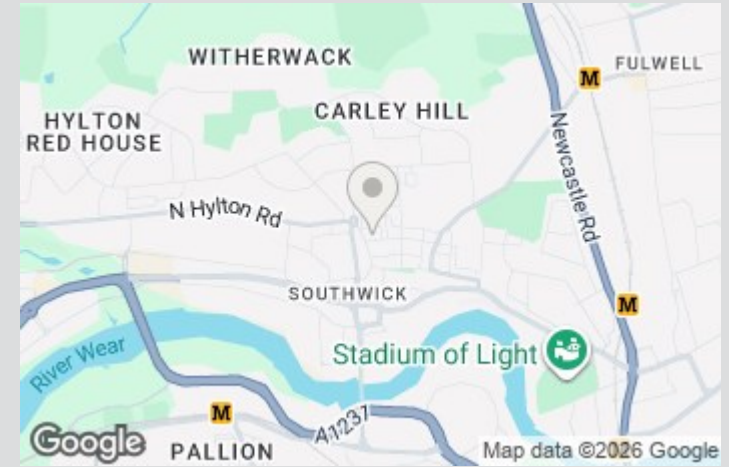 WITHERWACK
FULWELL
M
CARLEY HILL
HYLTON
RED HOUSE
Newcastle Rd
N Hylton Rd
SOUTHWICK
M
River Wear
Stadium of Light
M
A1231
PALLION
Google
Map data ©2026 Google